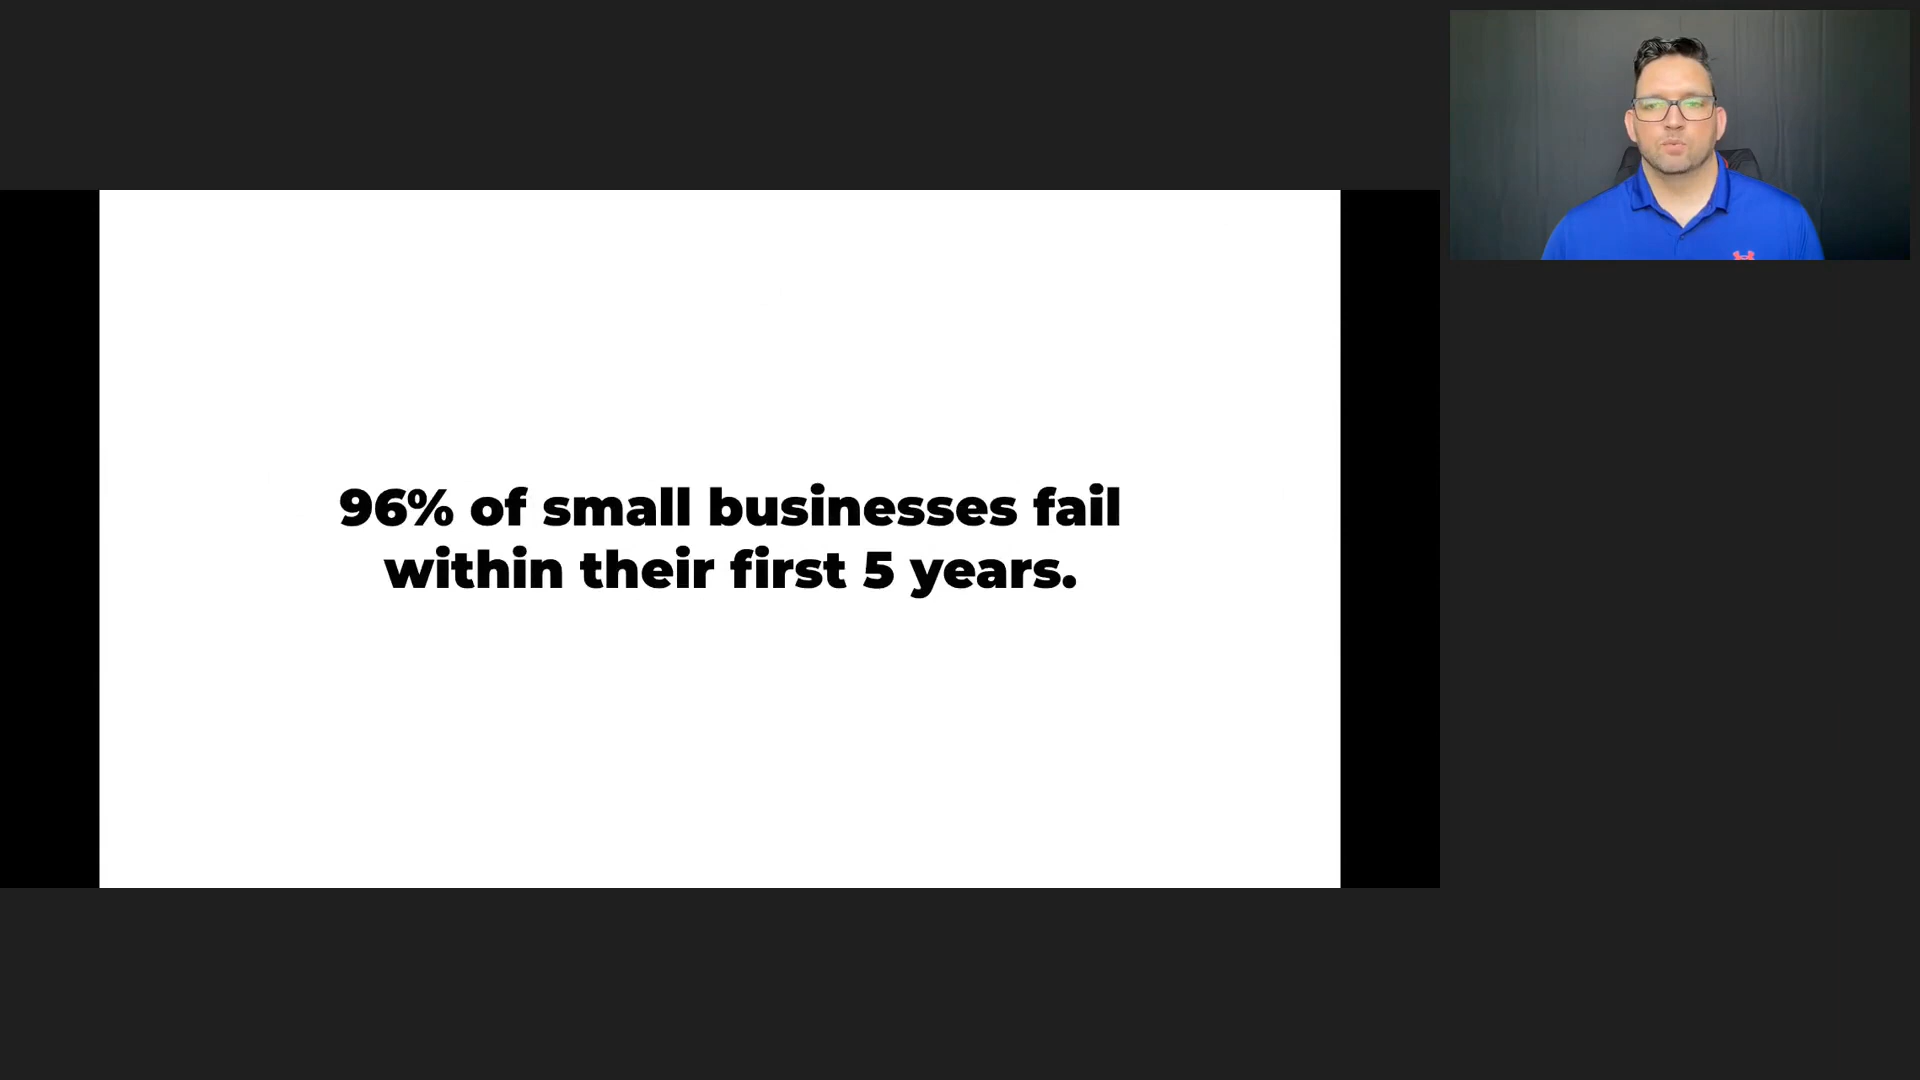 96% of small businesses fail
within their first 5 years.